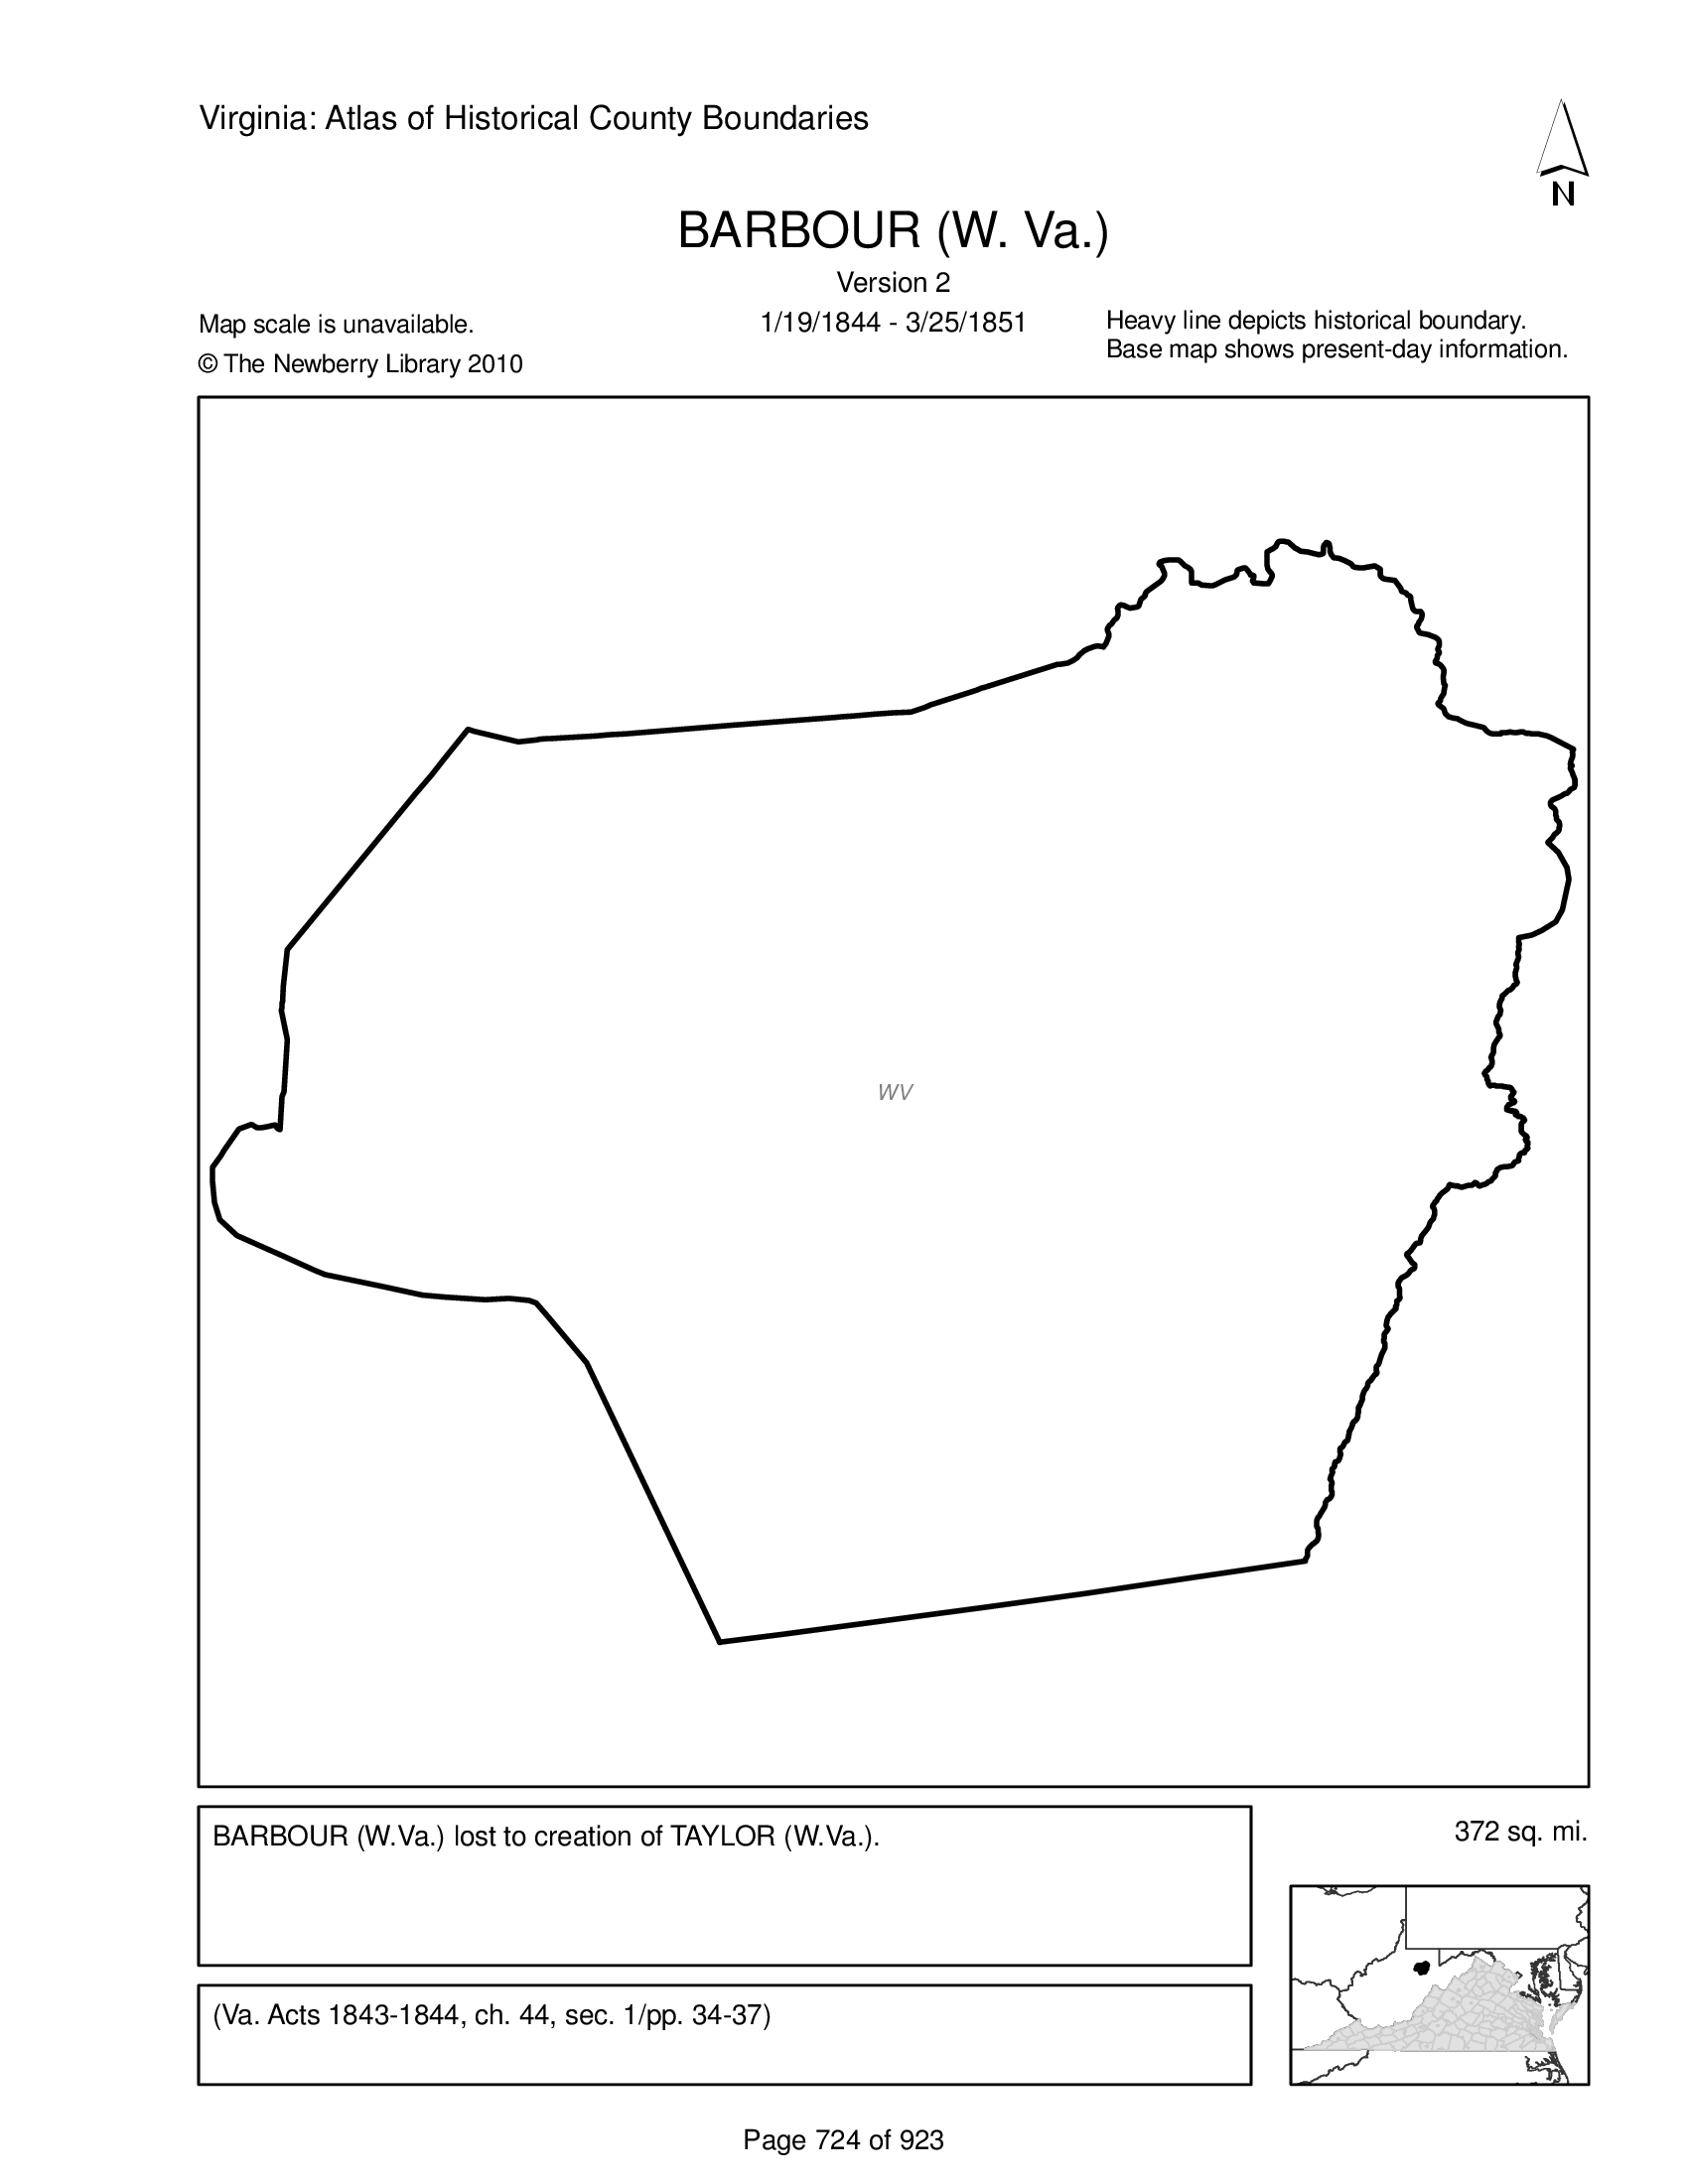 Virginia: Atlas of Historical County Boundaries
N
BARBOUR (W. Va.)
Version 2
1/19/1844 - 3/25/1851
Map scale is unavailable.
© The Newberry Library 2010
Heavy line depicts historical boundary.
Base map shows present-day information.
WV
BARBOUR (W.Va.) lost to creation of TAYLOR (W.Va.).
372 sq. mi.
(Va. Acts 1843-1844, ch. 44, sec. 1/pp. 34-37)
Page 724 of 923